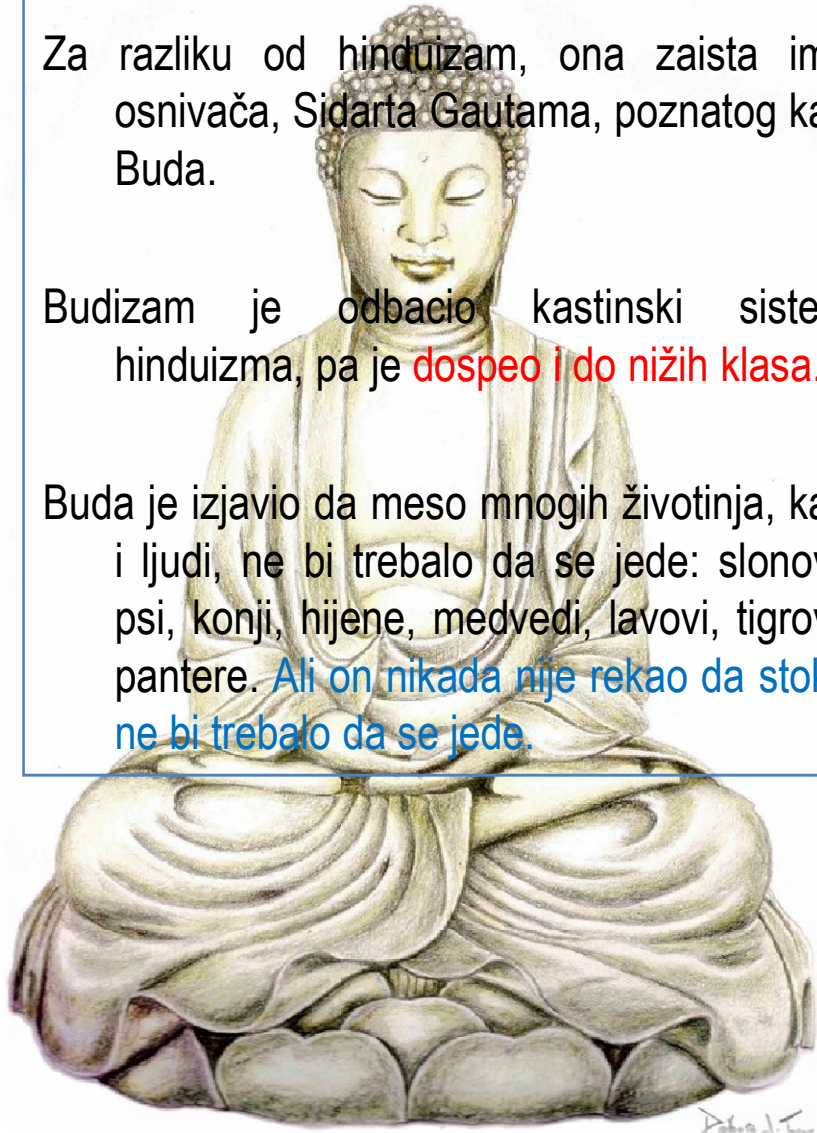 Za razliku od hinduizam, ona zaista im
osnivača, Sidarta Gautama, poznatog ka
Buda.
Budizam je odbacio kastinski siste
hinduizma, pa je dospeo i do nižih klasa.
Buda je izjavio da meso mnogih životinja, ka
i ljudi, ne bi trebalo da se jede: slonov
psi, konji, hijene, medvedi, lavovi, tigrov
pantere. Ali on nikada nije rekao da stok
ne bi trebalo da se jede.